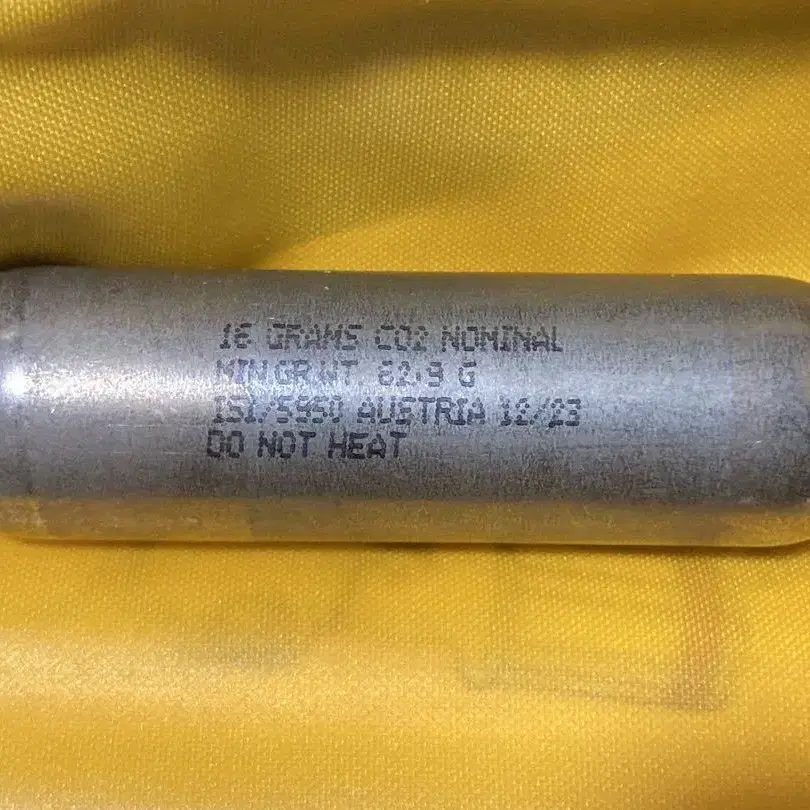 16 GRAMS CO2 NOMINAL
MIN GR.WT. 62.9 G
ISI/5950 AUSTRIA 12/23
DO NOT HEAT